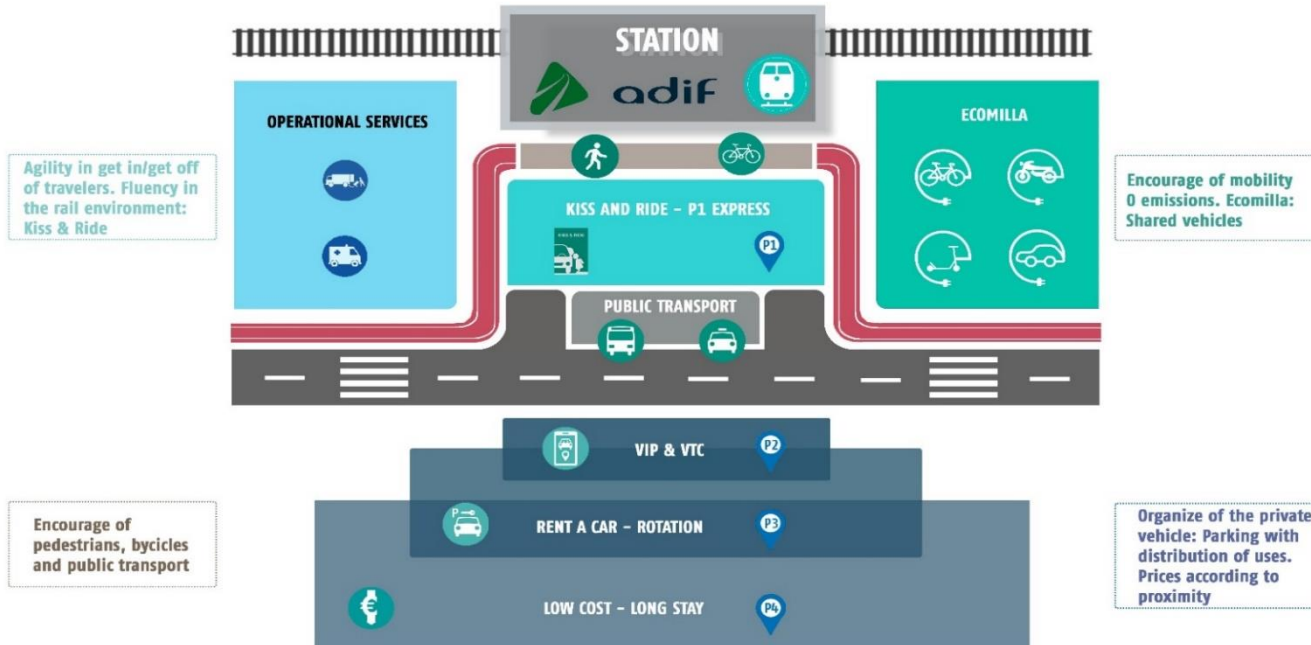 STATION
adif
OPERATIONAL SERVICES
ECOMILLA
Agility in get in/get off
of travelers. Fluency in
the rail environment:
Kiss & Ride
KISS AND RIDE – P1 EXPRESS
KISS & RIDE
P1
Encourage of mobility
0 emissions. Ecomilla:
Shared vehicles
PUBLIC TRANSPORT
VIP & VTC
P2
P
RENT A CAR – ROTATION
P3
€
LOW COST – LONG STAY
P4
Encourage of
pedestrians, bycicles
and public transport
Organize of the private
vehicle: Parking with
distribution of uses.
Prices according to
proximity